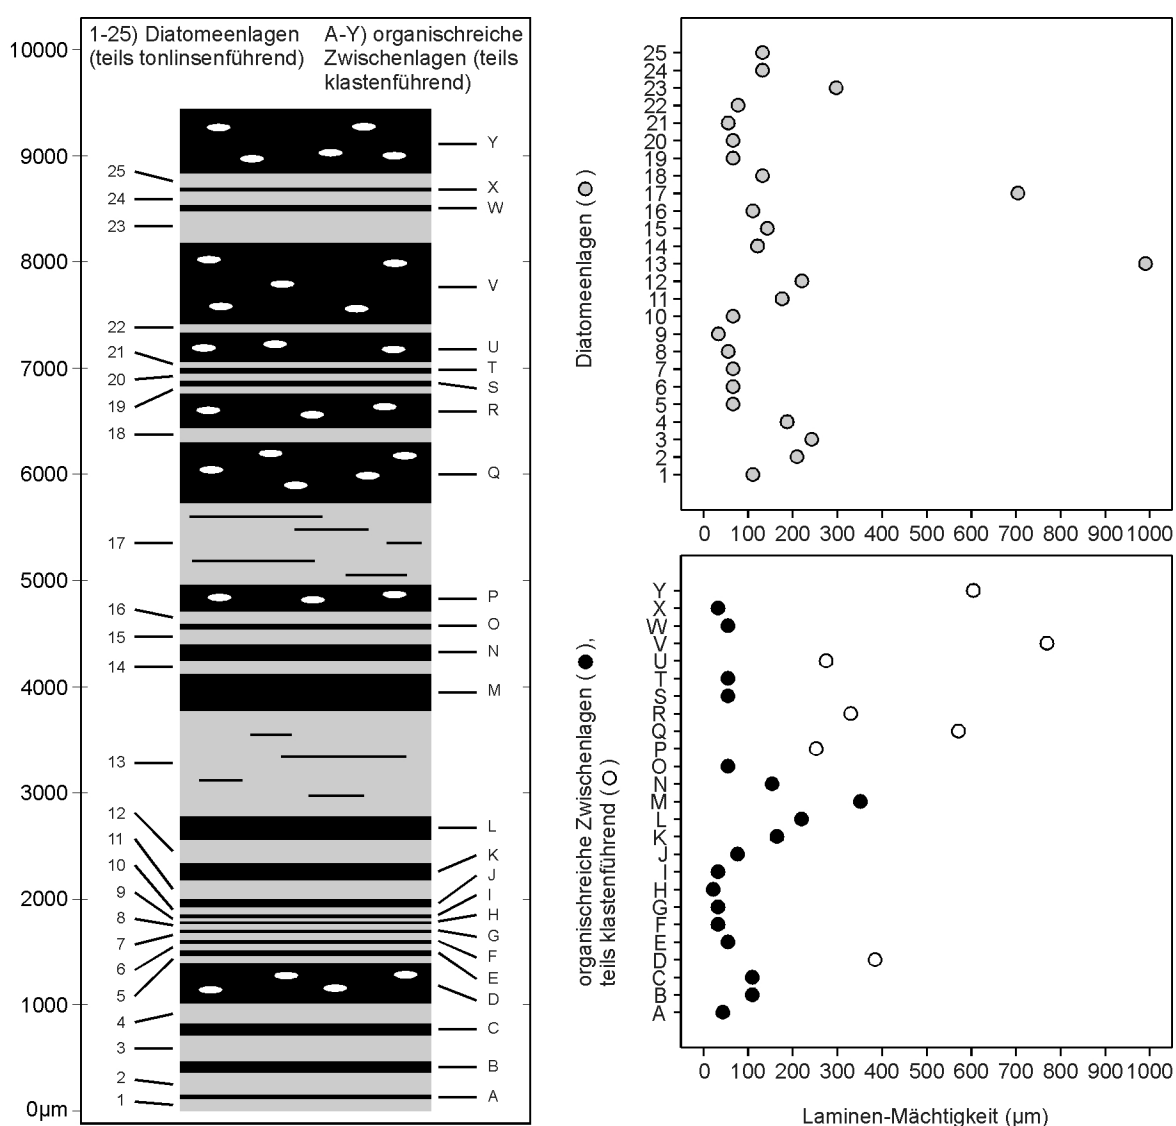 1-25) Diatomeenlagen
(teils tonlinsenführend)
A-Y) organischreiche
Zwischenlagen (teils
klastenführend)
10000
9000
8000
7000
6000
5000
4000
3000
2000
1000
0µm
25
24
23
22
21
20
19
18
17
16
15
14
13
12
11
10
9
8
7
6
5
4
3
2
1
Y
X
W
V
U
T
S
R
Q
P
O
N
M
L
K
J
I
H
G
F
E
D
C
B
A
Diatomeenlagen ( )
25
24
23
22
21
20
19
18
17
16
15
14
13
12
11
10
9
8
7
6
5
4
3
2
1
0 100 200 300 400 500 600 700 800 900 1000
organischreiche Zwischenlagen ( ),
teils klastenführend ( )
Y
X
W
V
U
T
S
R
Q
P
O
N
M
L
K
J
I
H
G
F
E
D
C
B
A
0 100 200 300 400 500 600 700 800 900 1000
Laminen-Mächtigkeit (µm)